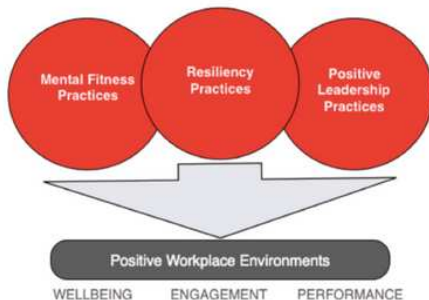 Mental Fitness
Practices
Resiliency
Practices
Positive
Leadership
Practices
Positive Workplace Environments
WELLBEING ENGAGEMENT PERFORMANCE